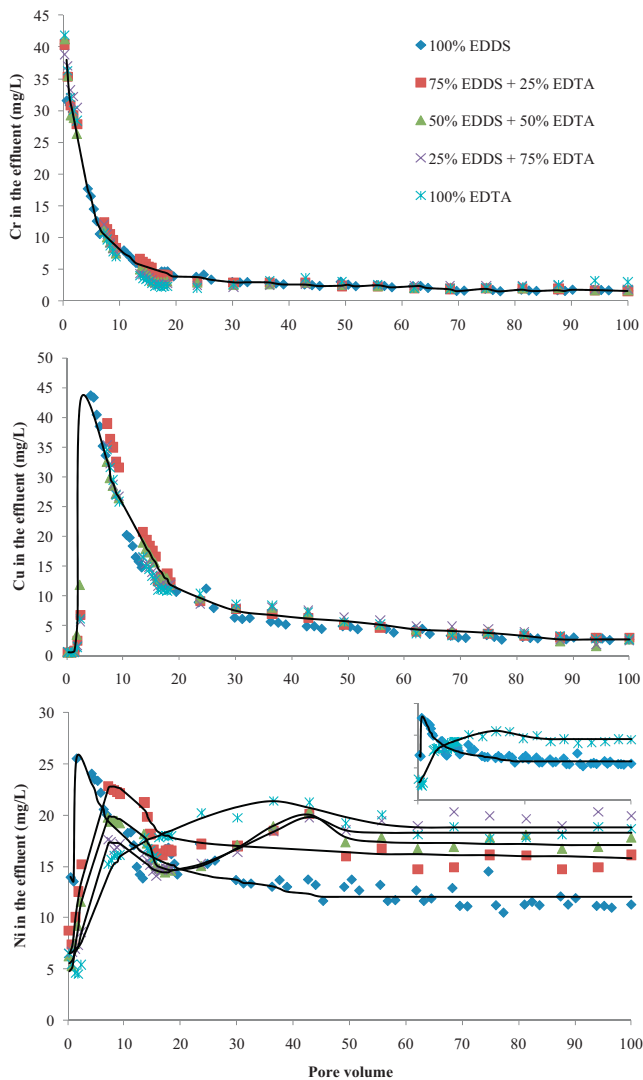 45
40
35
30
25
20
15
10
5
0
Cr in the effluent (mg/L)
100% EDDS
75% EDDS + 25% EDTA
50% EDDS + 50% EDTA
25% EDDS + 75% EDTA
100% EDTA
0 10 20 30 40 50 60 70 80 90 100
50
45
40
35
30
25
20
15
10
5
0
Cu in the effluent (mg/L)
0 10 20 30 40 50 60 70 80 90 100
30
25
20
15
10
5
0
Ni in the effluent (mg/L)
0 10 20 30 40 50 60 70 80 90 100
Pore volume